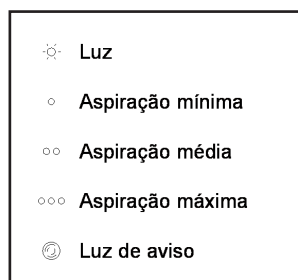 Luz
Aspiração mínima
Aspiração média
Aspiração máxima
Luz de aviso